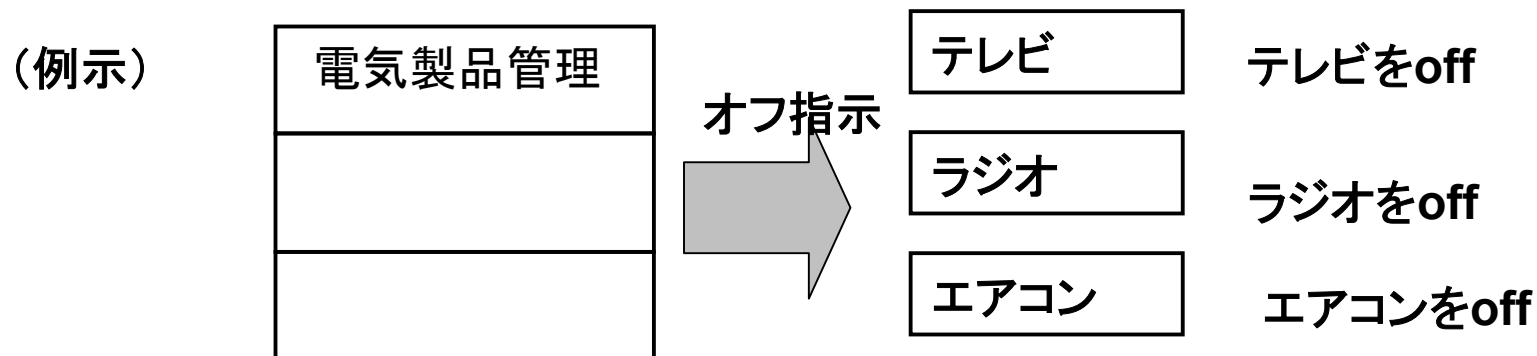 （例示）
電気製品管理
オフ指示
テレビ
テレビをoff
ラジオ
ラジオをoff
エアコン
エアコンをoff